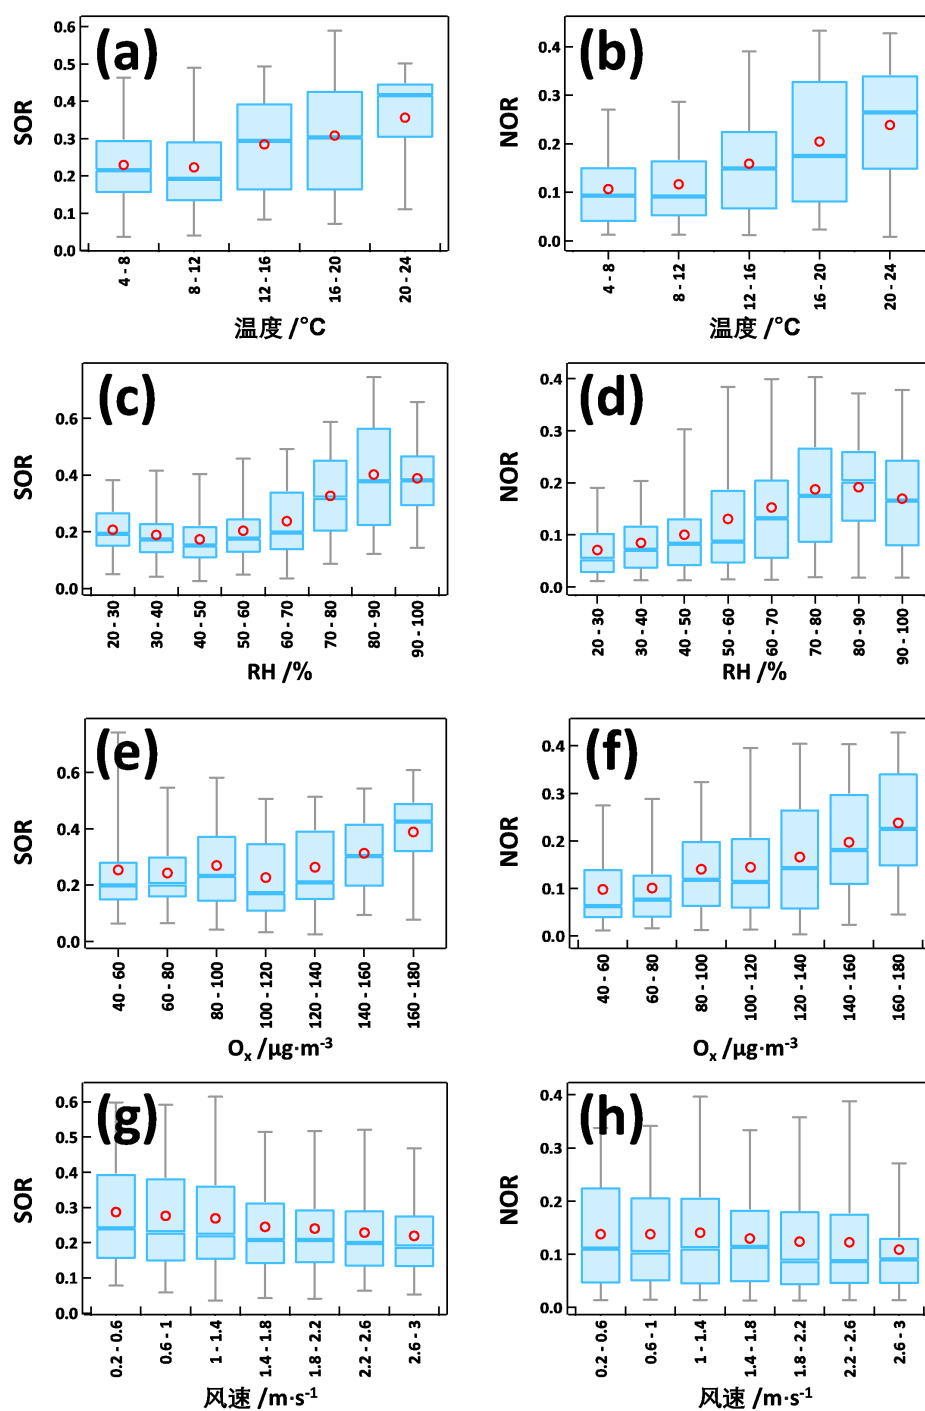 (a)
SOR
0.6
0.5
0.4
0.3
0.2
0.1
0.0
4 - 8
8 - 12
12 - 16
16 - 20
20 - 24
温度 /°C
(b)
NOR
0.4
0.3
0.2
0.1
0.0
4 - 8
8 - 12
12 - 16
16 - 20
20 - 24
温度 /°C
(c)
SOR
0.6
0.4
0.2
0.0
20 - 30
30 - 40
40 - 50
50 - 60
60 - 70
70 - 80
80 - 90
90 - 100
RH /%
(d)
NOR
0.4
0.3
0.2
0.1
0.0
20 - 30
30 - 40
40 - 50
50 - 60
60 - 70
70 - 80
80 - 90
90 - 100
RH /%
(e)
SOR
0.6
0.4
0.2
0.0
40 - 60
60 - 80
80 - 100
100 - 120
120 - 140
140 - 160
160 - 180
Oₓ /μg·m⁻³
(f)
NOR
0.4
0.3
0.2
0.1
0.0
40 - 60
60 - 80
80 - 100
100 - 120
120 - 140
140 - 160
160 - 180
Oₓ /μg·m⁻³
(g)
SOR
0.6
0.5
0.4
0.3
0.2
0.1
0.0
0.2 - 0.6
0.6 - 1
1 - 1.4
1.4 - 1.8
1.8 - 2.2
2.2 - 2.6
2.6 - 3
风速 /m·s⁻¹
(h)
NOR
0.4
0.3
0.2
0.1
0.0
0.2 - 0.6
0.6 - 1
1 - 1.4
1.4 - 1.8
1.8 - 2.2
2.2 - 2.6
2.6 - 3
风速 /m·s⁻¹